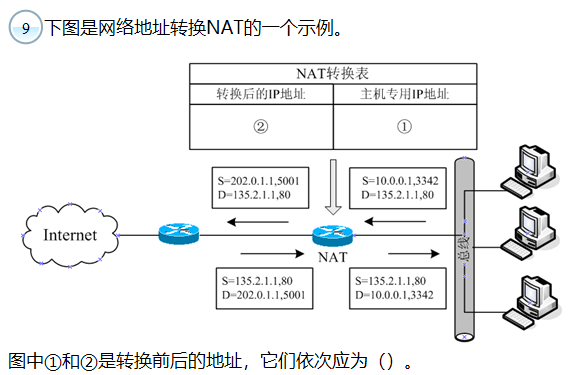 9 下图是网络地址转换NAT的一个示例。
NAT转换表
转换后的IP地址 主机专用IP地址
② ①
S=202.0.1.1,5001
D=135.2.1.1,80
S=10.0.0.1,3342
D=135.2.1.1,80
Internet
NAT
总线
S=135.2.1.1,80
D=202.0.1.1,5001
S=135.2.1.1,80
D=10.0.0.1,3342
图中①和②是转换前后的地址，它们依次应为（）。